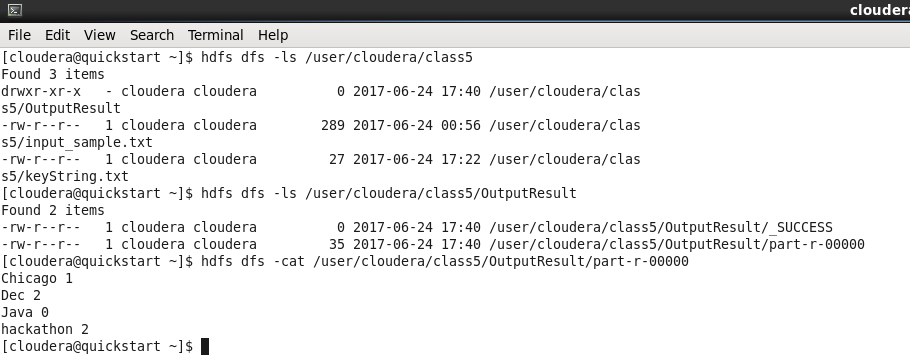 cloudera
File Edit View Search Terminal Help
[cloudera@quickstart ~]$ hdfs dfs -ls /user/cloudera/class5
Found 3 items
drwxr-xr-x   - cloudera cloudera          0 2017-06-24 17:40 /user/cloudera/clas
s5/OutputResult
-rw-r--r--   1 cloudera cloudera        289 2017-06-24 00:56 /user/cloudera/clas
s5/input_sample.txt
-rw-r--r--   1 cloudera cloudera         27 2017-06-24 17:22 /user/cloudera/clas
s5/keyString.txt
[cloudera@quickstart ~]$ hdfs dfs -ls /user/cloudera/class5/OutputResult
Found 2 items
-rw-r--r--   1 cloudera cloudera          0 2017-06-24 17:40 /user/cloudera/class5/OutputResult/_SUCCESS
-rw-r--r--   1 cloudera cloudera         35 2017-06-24 17:40 /user/cloudera/class5/OutputResult/part-r-00000
[cloudera@quickstart ~]$ hdfs dfs -cat /user/cloudera/class5/OutputResult/part-r-00000
Chicago 1
Dec 2
Java 0
hackathon 2
[cloudera@quickstart ~]$